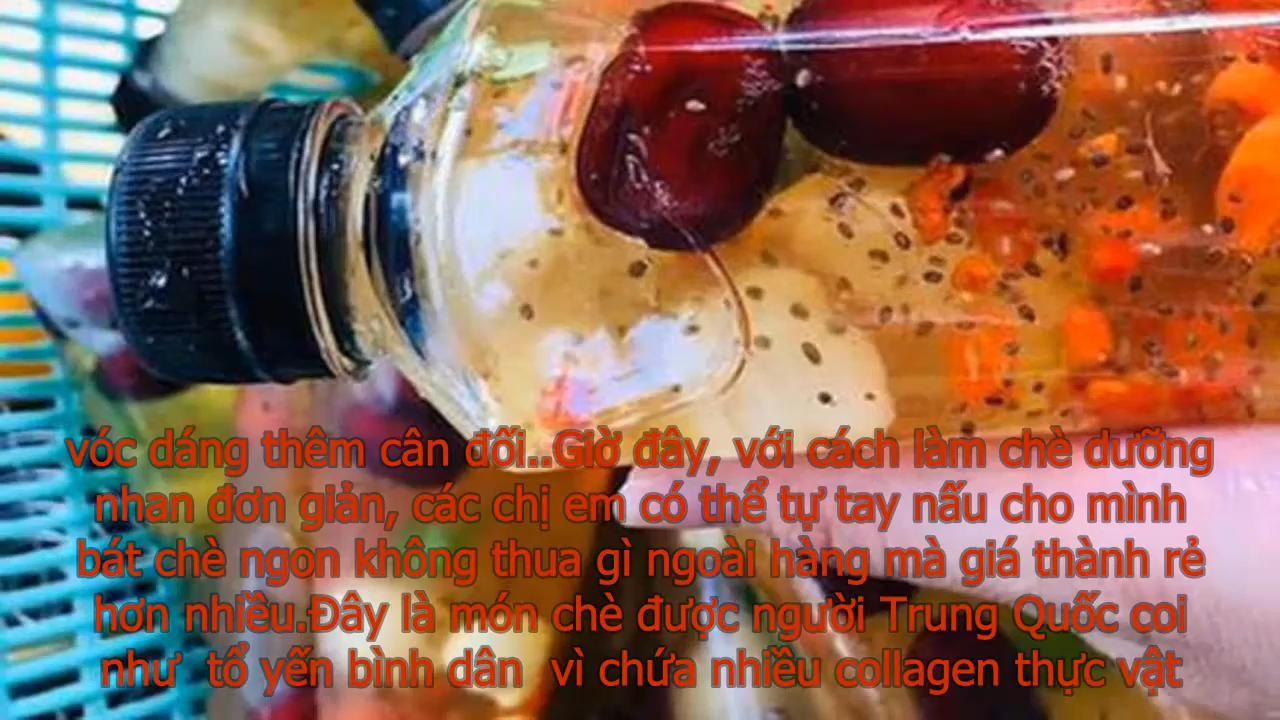 vóc dáng thêm cân đối..Giờ đây, với cách làm chè dưỡng
nhan đơn giản, các chị em có thể tự tay nấu cho mình
bát chè ngon không thua gì ngoài hàng mà giá thành rẻ
hơn nhiều.Đây là món chè được người Trung Quốc coi
như  tổ yến bình dân  vì chứa nhiều collagen thực vật